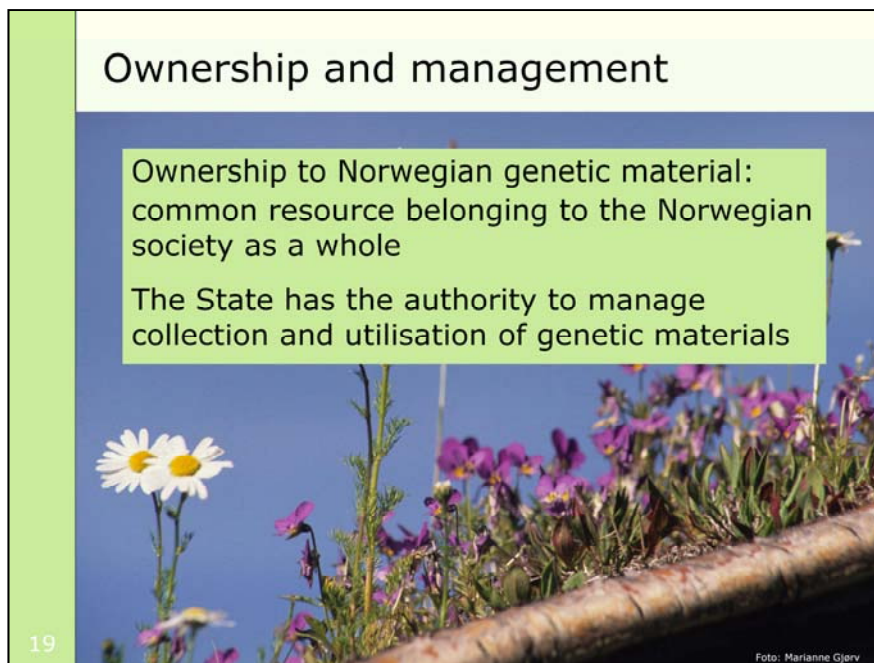 Ownership and management
Ownership to Norwegian genetic material:
common resource belonging to the Norwegian
society as a whole
The State has the authority to manage
collection and utilisation of genetic materials
19
Foto: Marianne Gjørv